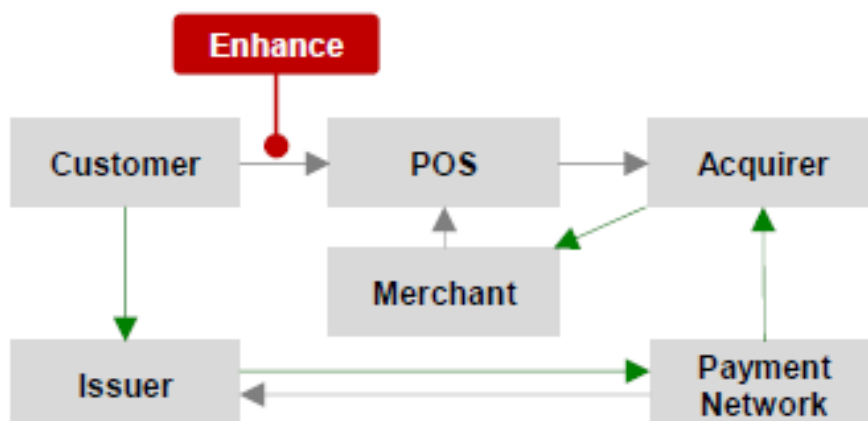 Enhance
Customer
POS
Acquirer
Merchant
Issuer
Payment
Network